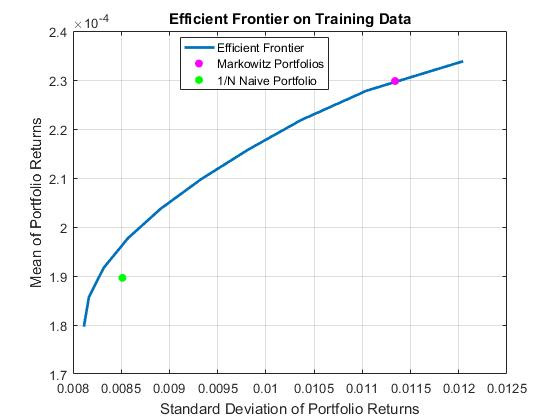 Efficient Frontier on Training Data
×10⁻⁴
2.4
2.3
2.2
2.1
2
1.9
1.8
1.7
Mean of Portfolio Returns
Efficient Frontier
Markowitz Portfolios
1/N Naive Portfolio
0.008 0.0085 0.009 0.0095 0.01 0.0105 0.011 0.0115 0.012 0.0125
Standard Deviation of Portfolio Returns